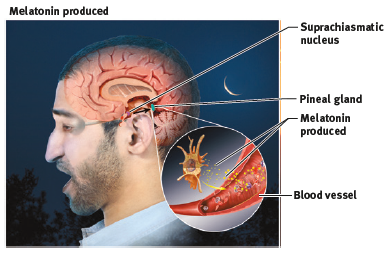 Melatonin produced
Suprachiasmatic
nucleus
Pineal gland
Melatonin
produced
Blood vessel